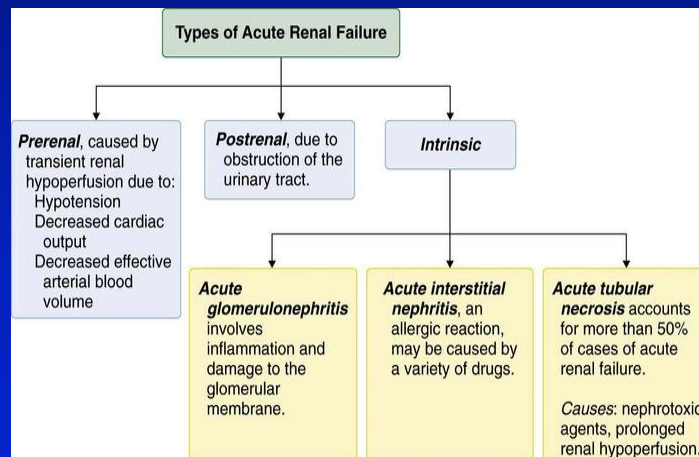 Types of Acute Renal Failure
Prerenal, caused by
transient renal
hypoperfusion due to:
Hypotension
Decreased cardiac
output
Decreased effective
arterial blood
volume
Postrenal, due to
obstruction of the
urinary tract.
Intrinsic
Acute
glomerulonephritis
involves
inflammation and
damage to the
glomerular
membrane.
Acute interstitial
nephritis, an
allergic reaction,
may be caused by
a variety of drugs.
Acute tubular
necrosis accounts
for more than 50%
of cases of acute
renal failure.
Causes: nephrotoxic
agents, prolonged
renal hypoperfusion.